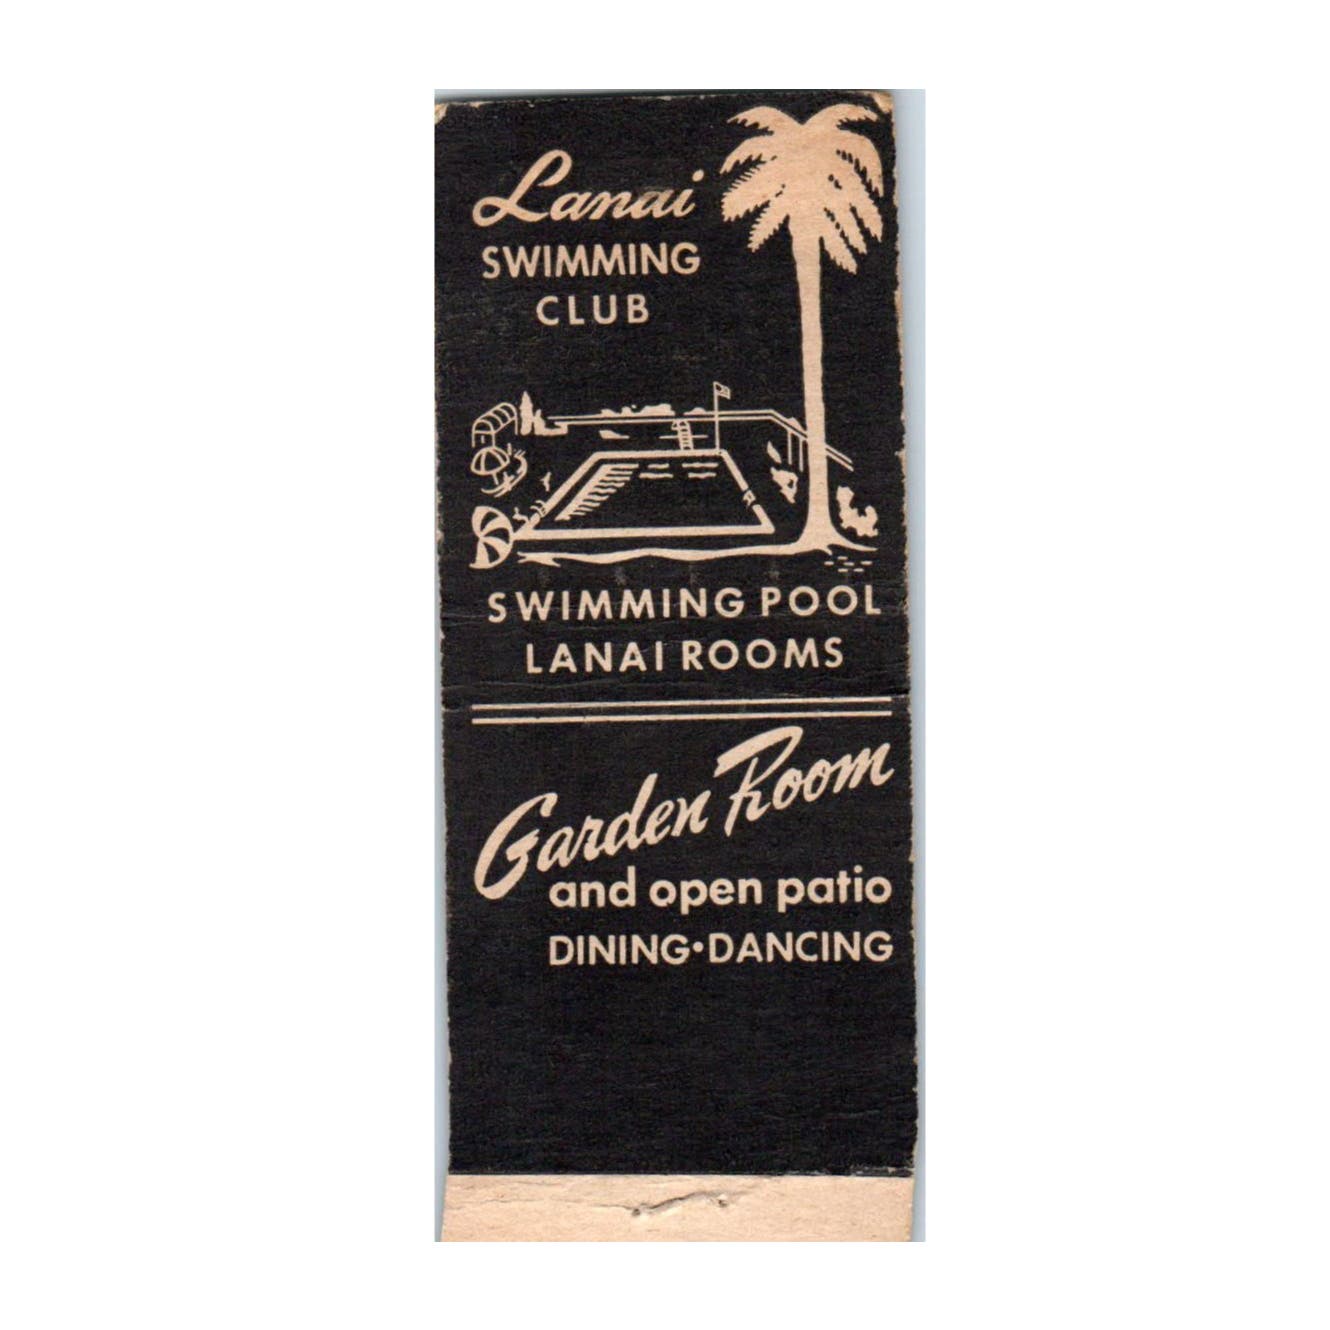 Lanai
SWIMMING
CLUB
SWIMMING POOL
LANAI ROOMS
Garden Room
and open patio
DINING•DANCING